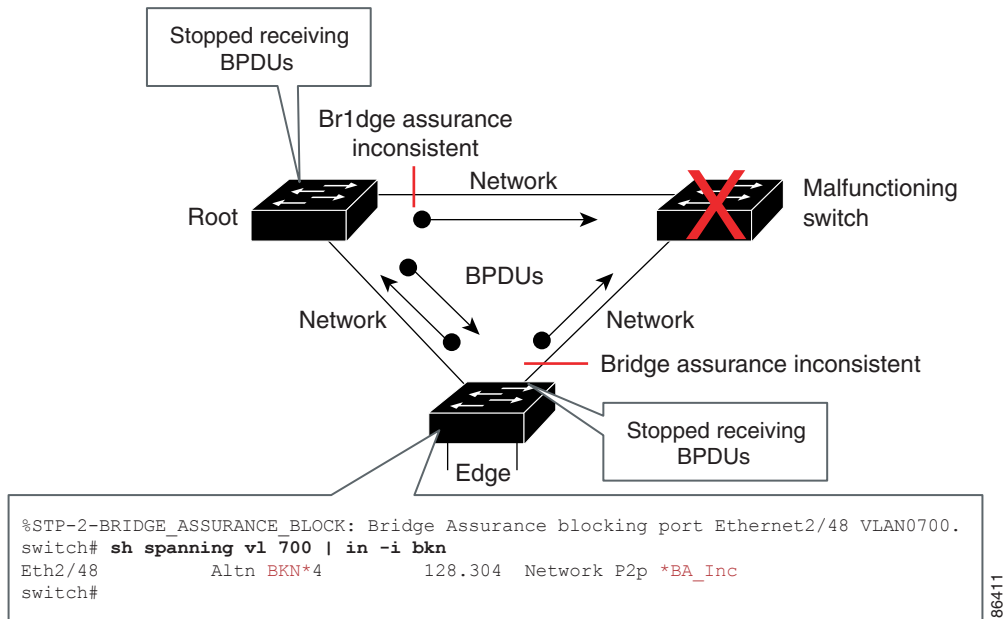 Stopped receiving
BPDUs
Br1dge assurance
inconsistent
Network
Root
Malfunctioning
switch
BPDUs
Network
Network
Bridge assurance inconsistent
Stopped receiving
BPDUs
Edge
%STP-2-BRIDGE_ASSURANCE_BLOCK: Bridge Assurance blocking port Ethernet2/48 VLAN0700.
switch# sh spanning vl 700 | in -i bkn
Eth2/48 Altn BKN*4 128.304 Network P2p *BA_Inc
switch#
86411